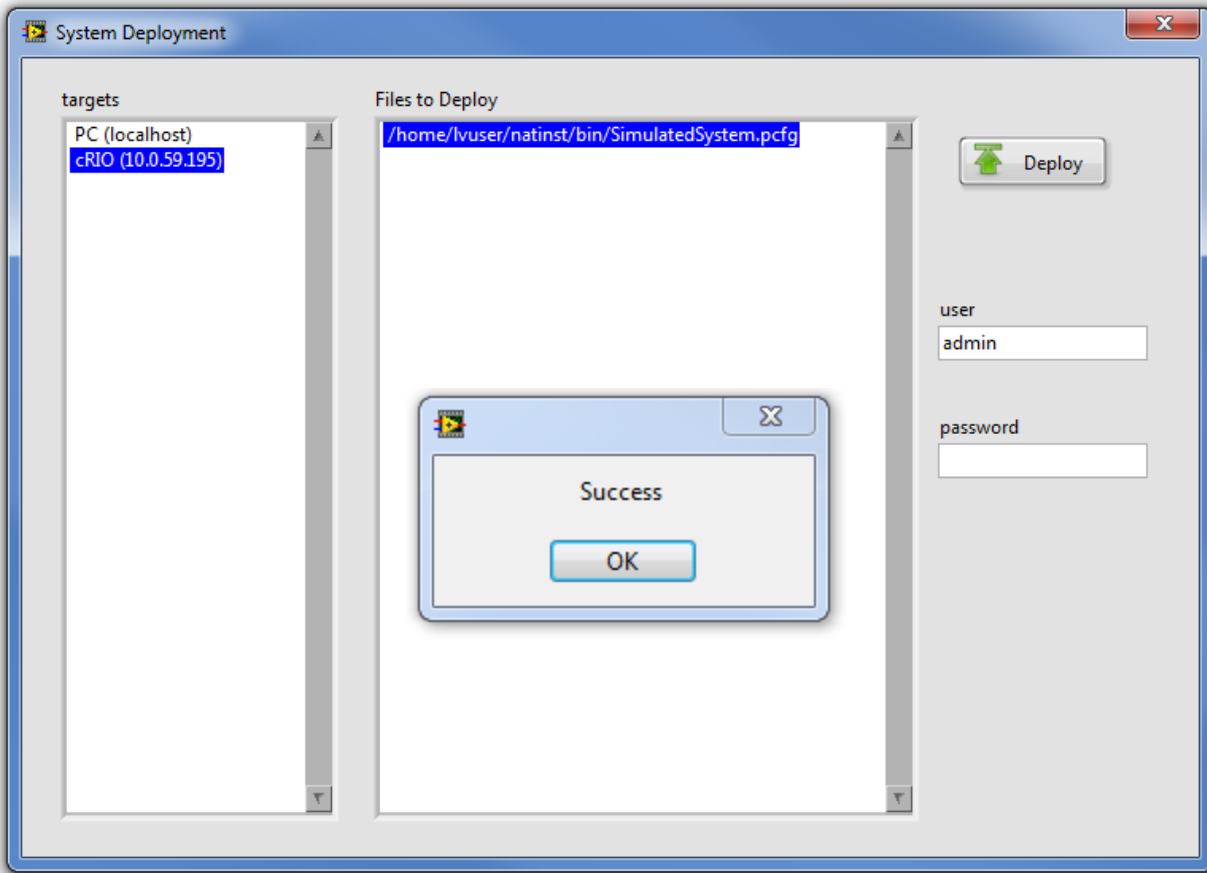 System Deployment
targets
PC (localhost)
cRIO (10.0.59.195)
Files to Deploy
/home/lvuser/natinst/bin/SimulatedSystem.pcfg
Deploy
user
admin
password
Success
OK